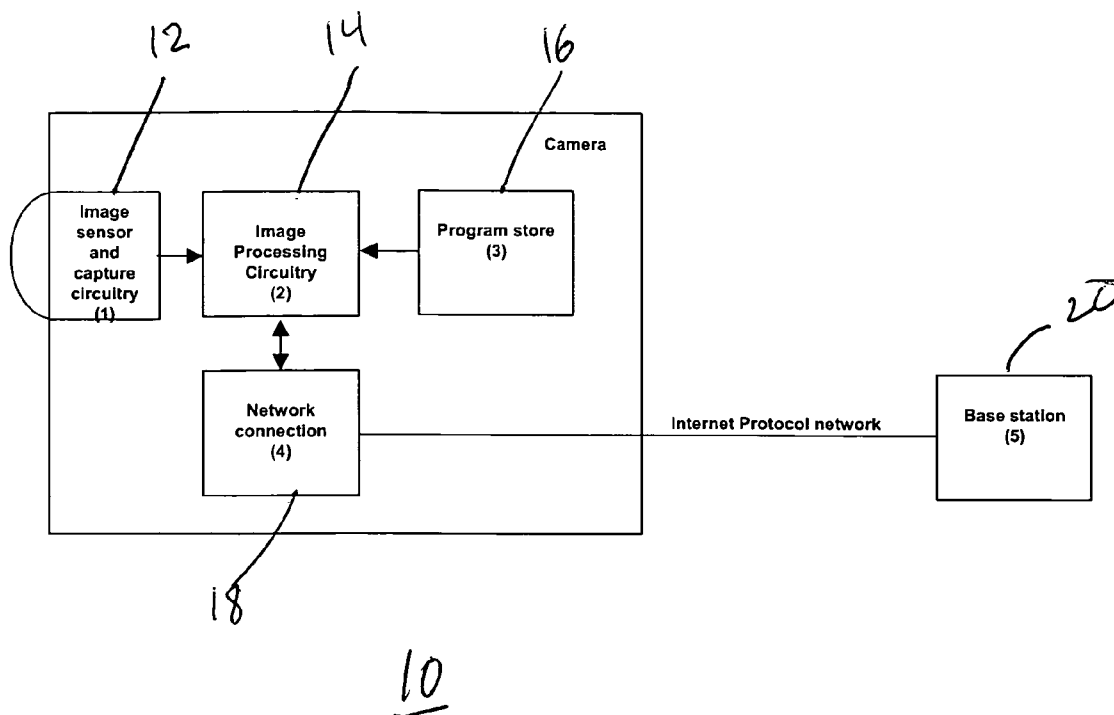 12
14
16
Camera
Image
sensor
and
capture
circuitry
(1)
Image
Processing
Circuitry
(2)
Program store
(3)
20
Network
connection
(4)
Internet Protocol network
Base station
(5)
18
10